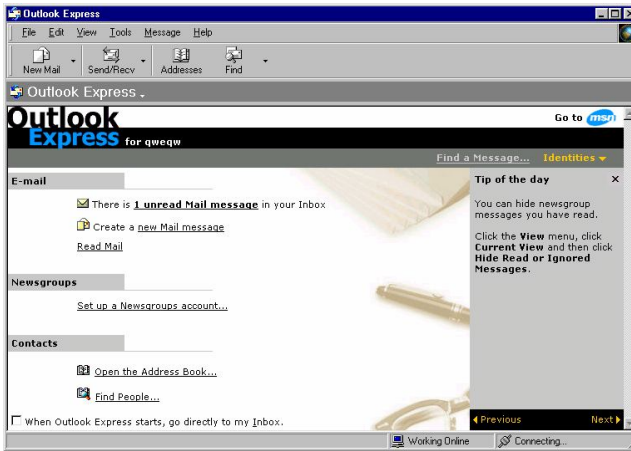 Outlook Express
File Edit View Tools Message Help
New Mail Send/Recv Addresses Find
Outlook Express
Outlook
Express for qweqw
Go to msn
Find a Message... Identities
E-mail
There is 1 unread Mail message in your Inbox
Create a new Mail message
Read Mail
Newsgroups
Set up a Newsgroups account...
Contacts
Open the Address Book...
Find People...
When Outlook Express starts, go directly to my Inbox.
Tip of the day X
You can hide newsgroup
messages you have read.
Click the View menu, click
Current View and then click
Hide Read or Ignored
Messages.
Previous Next
Working Online Connecting...